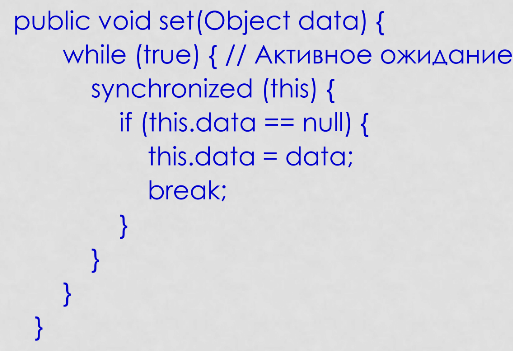 public void set(Object data) {
while (true) { // Активное ожидание
synchronized (this) {
if (this.data == null) {
this.data = data;
break;
}
}
}
}